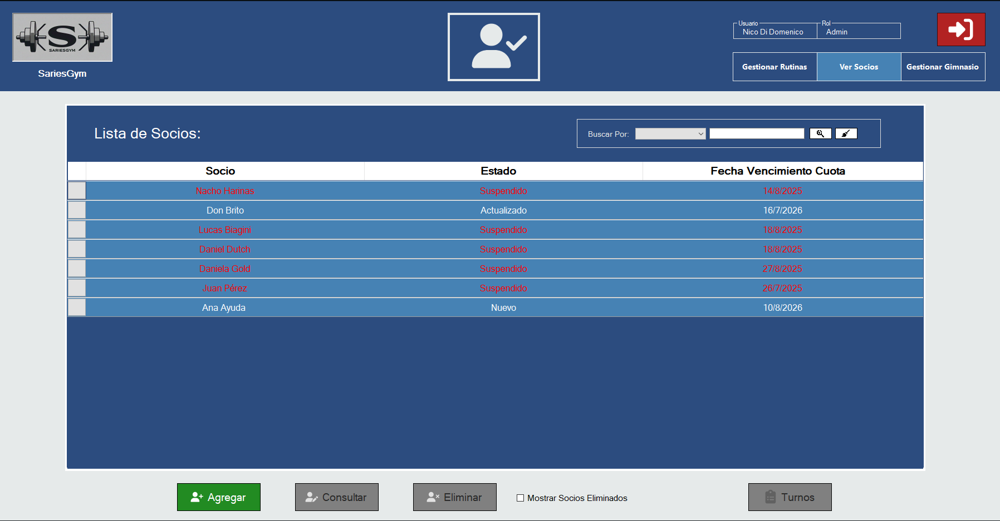 S
SARIESGYM
SariesGym
Usuario Rol
Nico Di Domenico Admin
Gestionar Rutinas Ver Socios Gestionar Gimnasio
Lista de Socios:
Buscar Por:
Socio Estado Fecha Vencimiento Cuota
Nacho Harinas Suspendido 14/8/2025
Don Brito Actualizado 16/7/2026
Lucas Biagini Suspendido 18/8/2025
Daniel Dutch Suspendido 18/8/2025
Daniela Gold Suspendido 27/8/2025
Juan Pérez Suspendido 26/7/2025
Ana Ayuda Nuevo 10/8/2026
Agregar Consultar Eliminar Mostrar Socios Eliminados Turnos